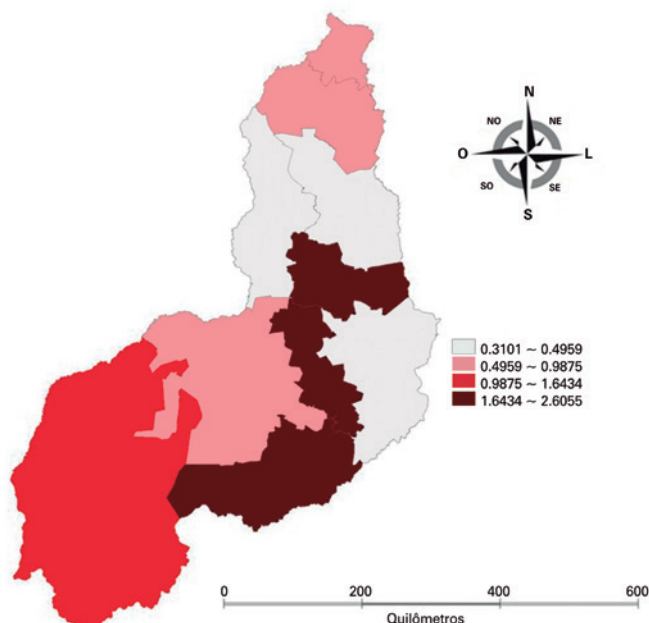 N
NO
NE
O
L
SO
SE
S
0.3101 ~ 0.4959
0.4959 ~ 0.9875
0.9875 ~ 1.6434
1.6434 ~ 2.6055
0 200 400 600
Quilômetros